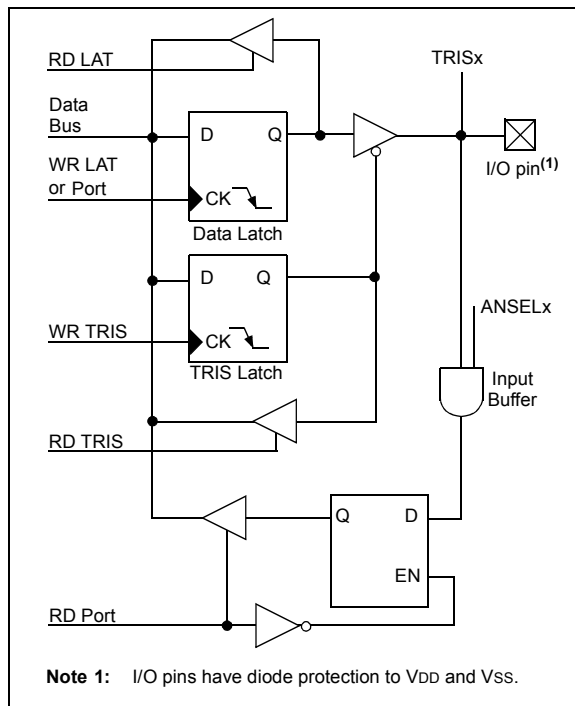 RD LAT
TRISx
Data
Bus
D Q
I/O pin(1)
WR LAT
or Port
CK
Data Latch
D Q
ANSELx
WR TRIS
CK
TRIS Latch
Input
Buffer
RD TRIS
Q D
EN
RD Port
Note 1: I/O pins have diode protection to VDD and VSS.